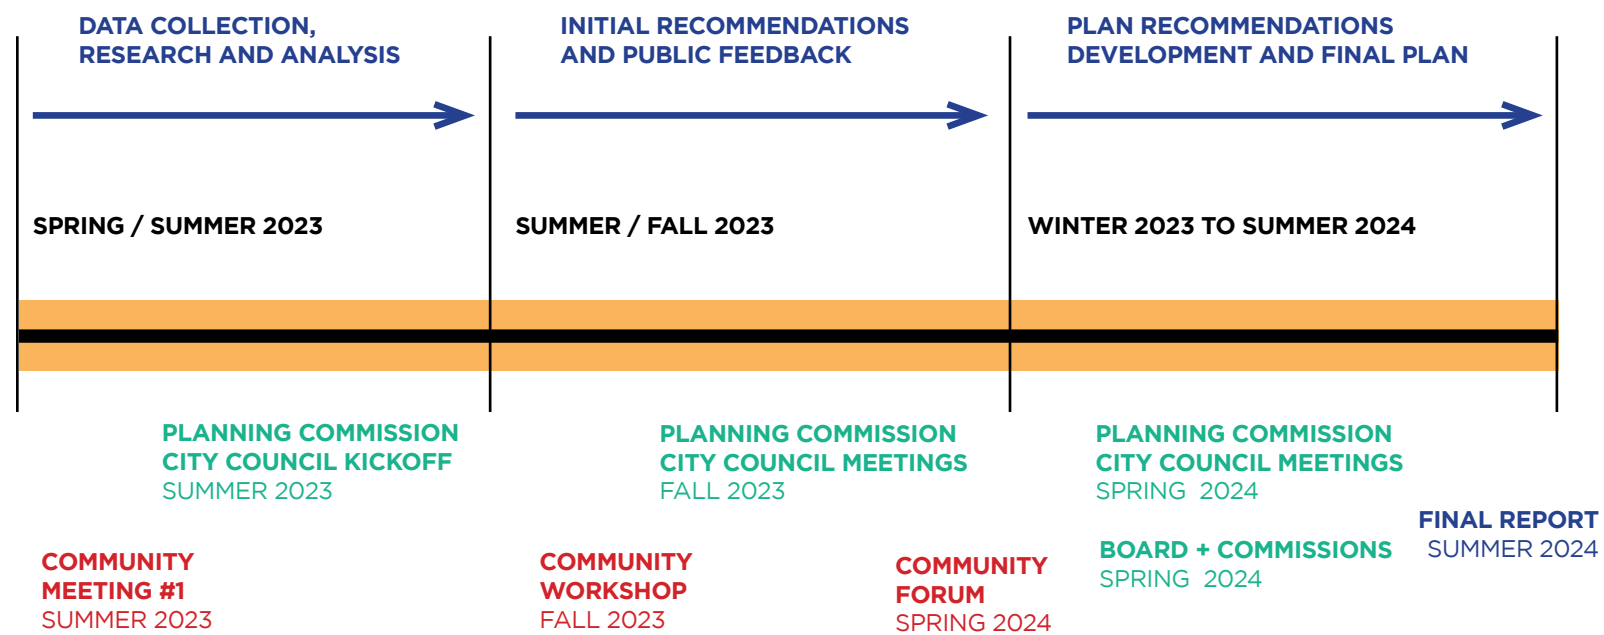 DATA COLLECTION,
RESEARCH AND ANALYSIS
INITIAL RECOMMENDATIONS
AND PUBLIC FEEDBACK
PLAN RECOMMENDATIONS
DEVELOPMENT AND FINAL PLAN
SPRING / SUMMER 2023
SUMMER / FALL 2023
WINTER 2023 TO SUMMER 2024
PLANNING COMMISSION
CITY COUNCIL KICKOFF
SUMMER 2023
PLANNING COMMISSION
CITY COUNCIL MEETINGS
FALL 2023
PLANNING COMMISSION
CITY COUNCIL MEETINGS
SPRING 2024
FINAL REPORT
SUMMER 2024
COMMUNITY
MEETING #1
SUMMER 2023
COMMUNITY
WORKSHOP
FALL 2023
COMMUNITY
FORUM
SPRING 2024
BOARD + COMMISSIONS
SPRING 2024